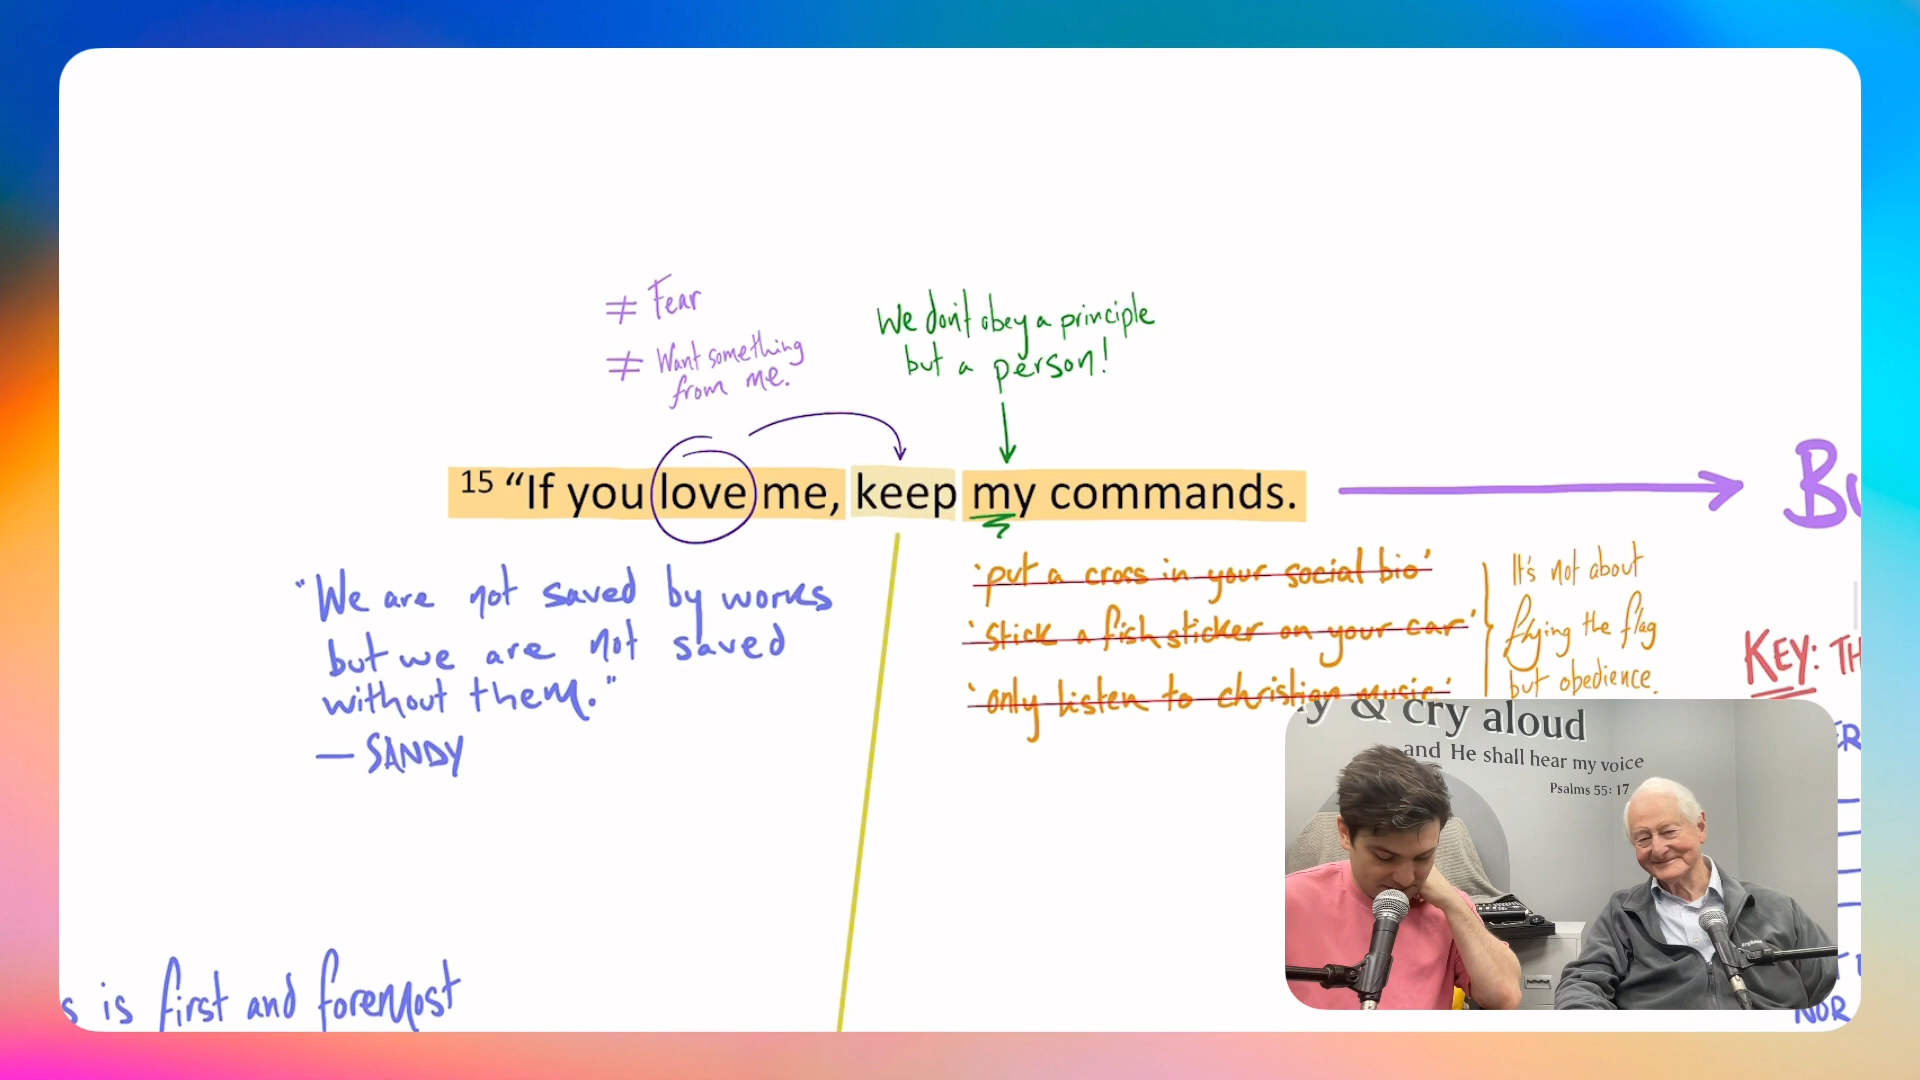 ≠ Fear
≠ Want something
from me.
We don't obey a principle
but a person!
15 “If you love me, keep my commands.
Bu
"We are not saved by works
but we are not saved
without them."
— SANDY
'put a cross in your social bio'
'stick a fish sticker on your car'
'only listen to christian music'
It's not about
flying the flag
but obedience.
KEY: TH
y & cry aloud
and He shall hear my voice
Psalms 55: 17
s is first and foremost
NOR